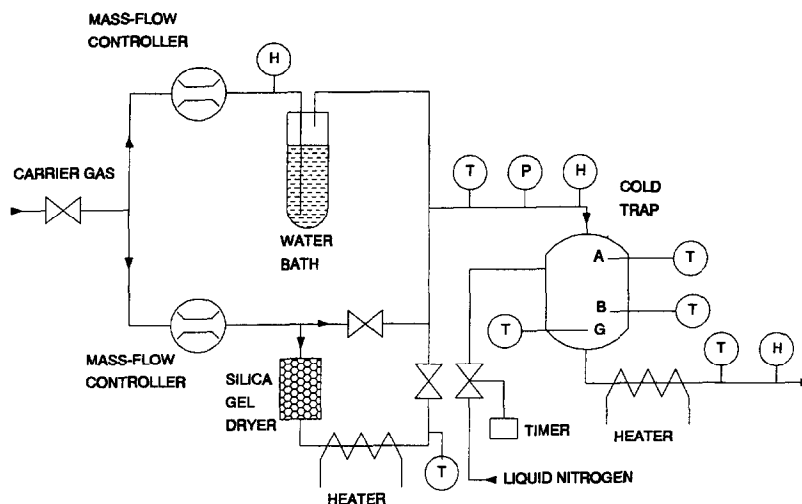 MASS-FLOW
CONTROLLER
H
CARRIER GAS
WATER
BATH
T
P
H
COLD
TRAP
A
T
B
T
G
T
MASS-FLOW
CONTROLLER
SILICA
GEL
DRYER
HEATER
T
TIMER
LIQUID NITROGEN
HEATER
T
H